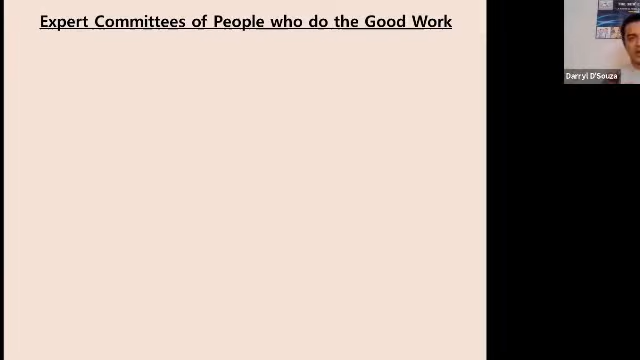 Expert Committees of People who do the Good Work
Darryl D'Souza